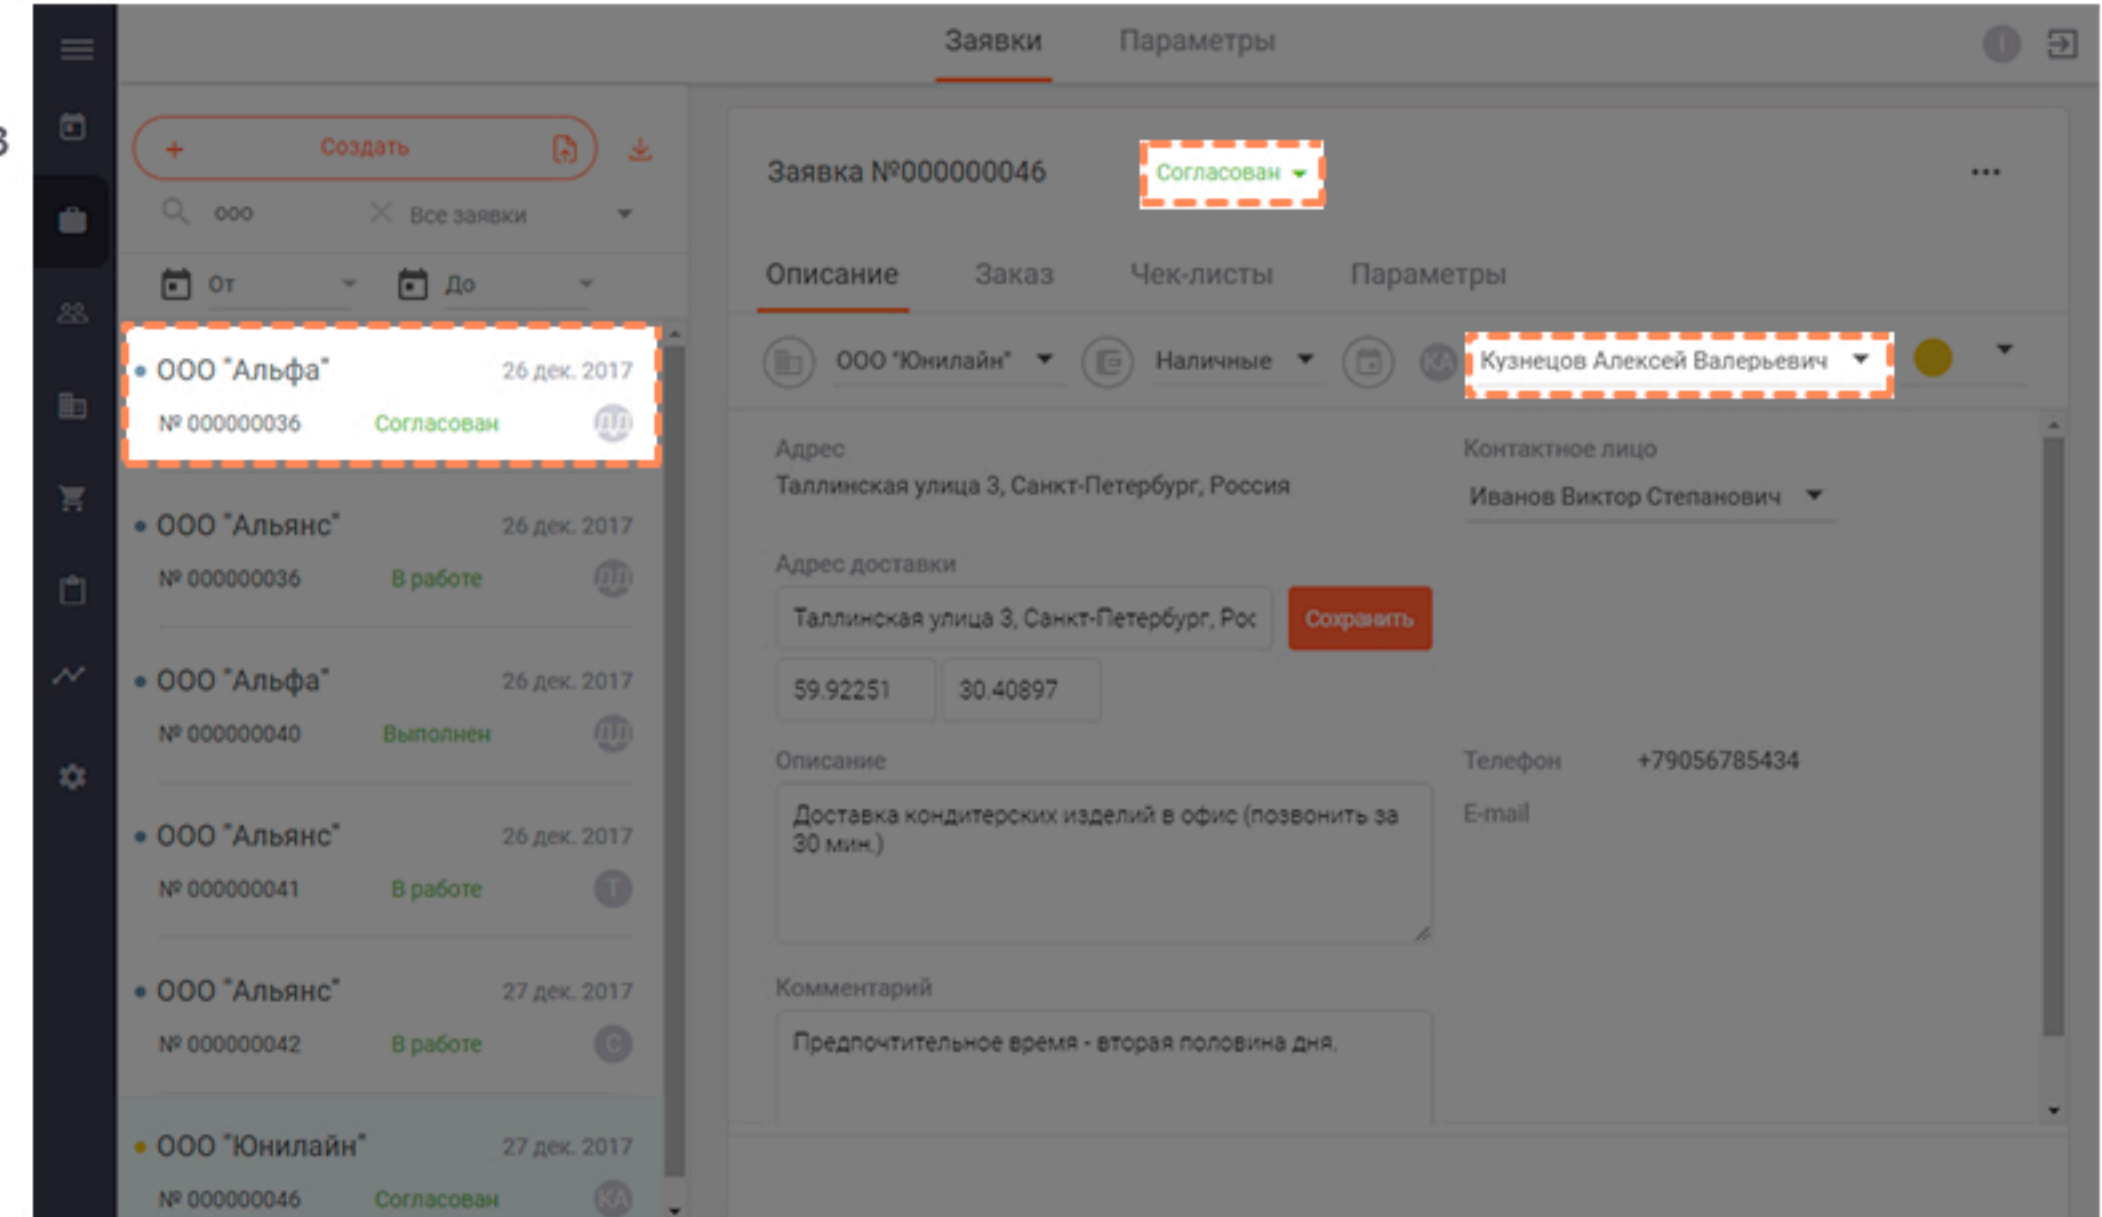 Заявки Параметры
в
+ Создать
ооо Все заявки
От До
ООО "Альфа" 26 дек. 2017
№ 000000036 Согласован
ООО "Альянс" 26 дек. 2017
№ 000000036 В работе
ООО "Альфа" 26 дек. 2017
№ 000000040 Выполнен
ООО "Альянс" 26 дек. 2017
№ 000000041 В работе Т
ООО "Альянс" 27 дек. 2017
№ 000000042 В работе С
ООО "Юнилайн" 27 дек. 2017
№ 000000046 Согласован КА
Заявка №000000046 Согласован
Описание Заказ Чек-листы Параметры
ООО "Юнилайн" Наличные КА Кузнецов Алексей Валерьевич
Адрес
Таллинская улица 3, Санкт-Петербург, Россия
Контактное лицо
Иванов Виктор Степанович
Адрес доставки
Таллинская улица 3, Санкт-Петербург, Рос Сохранить
59.92251 30.40897
Описание
Доставка кондитерских изделий в офис (позвонить за
30 мин.)
Телефон +79056785434
E-mail
Комментарий
Предпочтительное время - вторая половина дня.